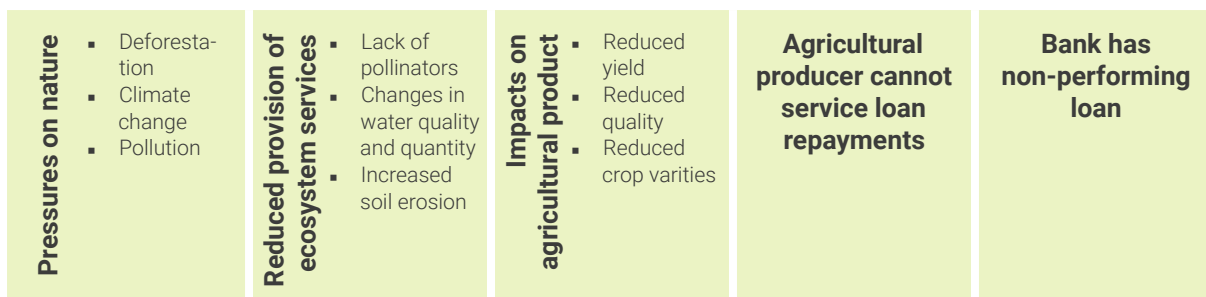 Pressures on nature
▪ Deforesta-
tion
▪ Climate
change
▪ Pollution
Reduced provision of
ecosystem services
▪ Lack of
pollinators
▪ Changes in
water quality
and quantity
▪ Increased
soil erosion
Impacts on
agricultural product
▪ Reduced
yield
▪ Reduced
quality
▪ Reduced
crop varities
Agricultural
producer cannot
service loan
repayments
Bank has
non-performing
loan